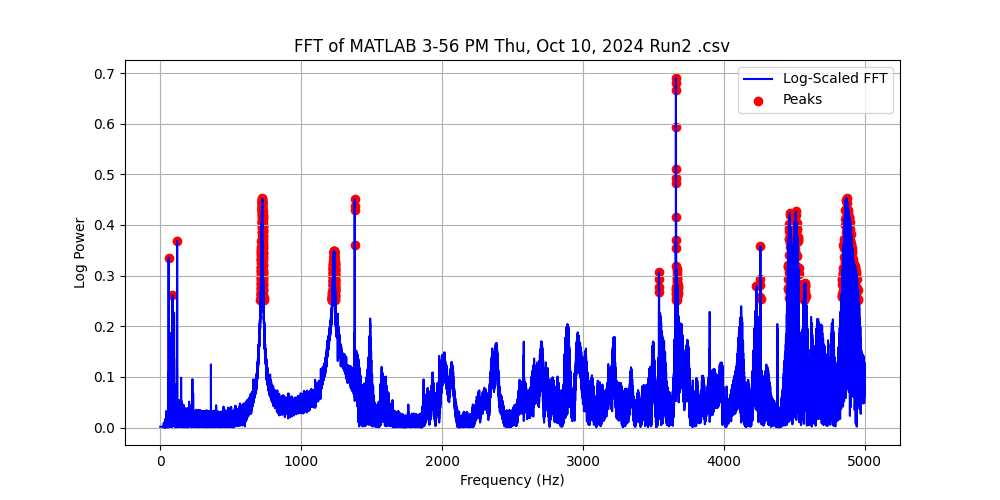 FFT of MATLAB 3-56 PM Thu, Oct 10, 2024 Run2 .csv
Log-Scaled FFT
Peaks
Log Power
0.7
0.6
0.5
0.4
0.3
0.2
0.1
0.0
0
1000
2000
3000
4000
5000
Frequency (Hz)